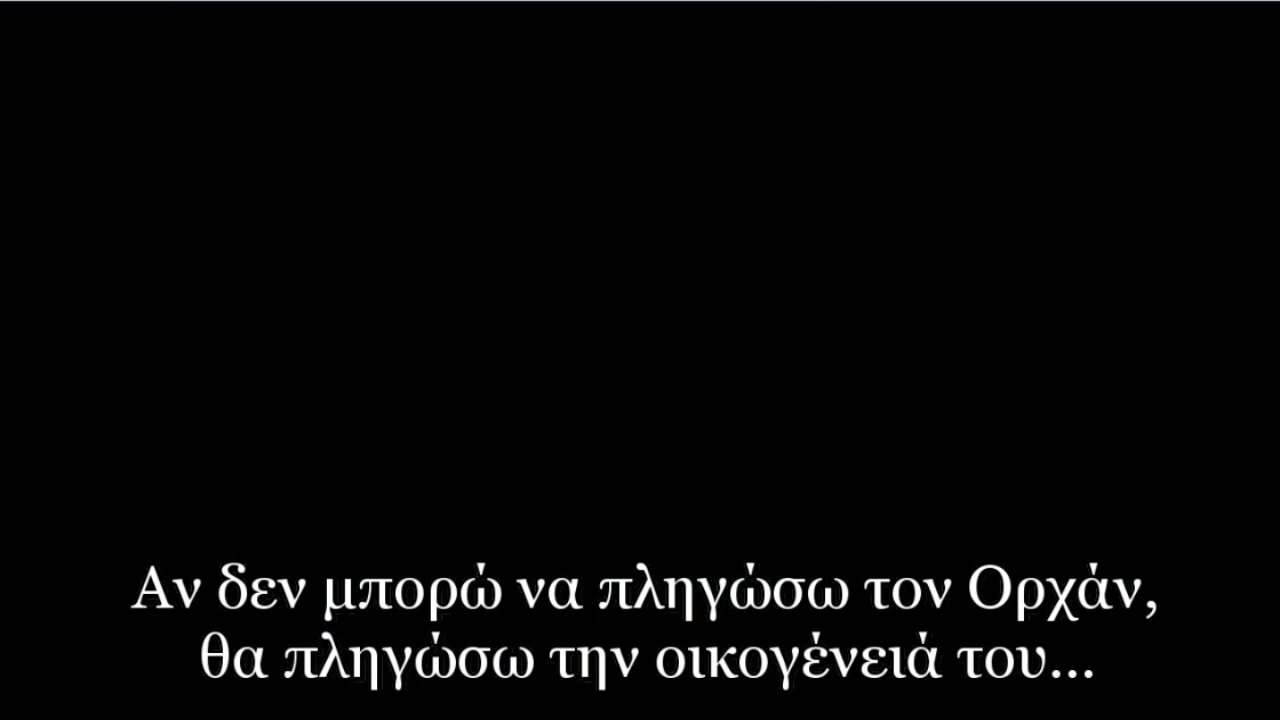 Αν δεν μπορώ να πληγώσω τον Ορχάν,
θα πληγώσω την οικογένειά του...